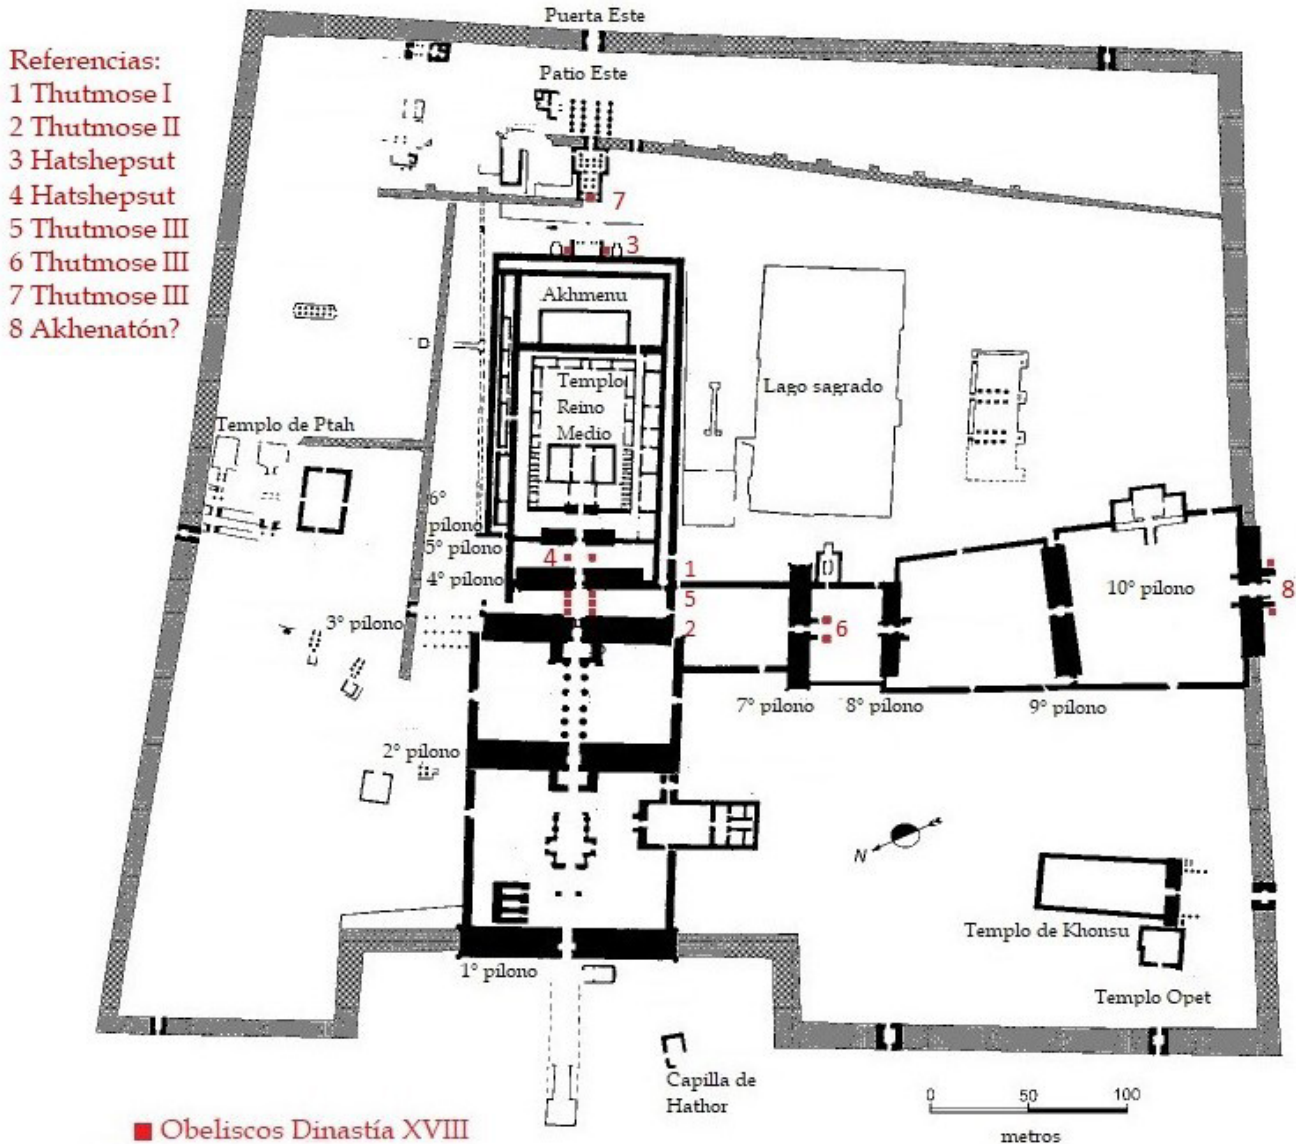 Puerta Este
Referencias:
1 Thutmose I
2 Thutmose II
3 Hatshepsut
4 Hatshepsut
5 Thutmose III
6 Thutmose III
7 Thutmose III
8 Akhenatón?
Patio Este
7
3
Akhmenu
Templo
Reino
Medio
Lago sagrado
Templo de Ptah
6°
pilono
5° pilono
4
4° pilono
1
5
2
3° pilono
6
10° pilono
8
7° pilono
8° pilono
9° pilono
2° pilono
N
Templo de Khonsu
1° pilono
Templo Opet
Capilla de
Hathor
0 50 100
metros
Obeliscos Dinastía XVIII